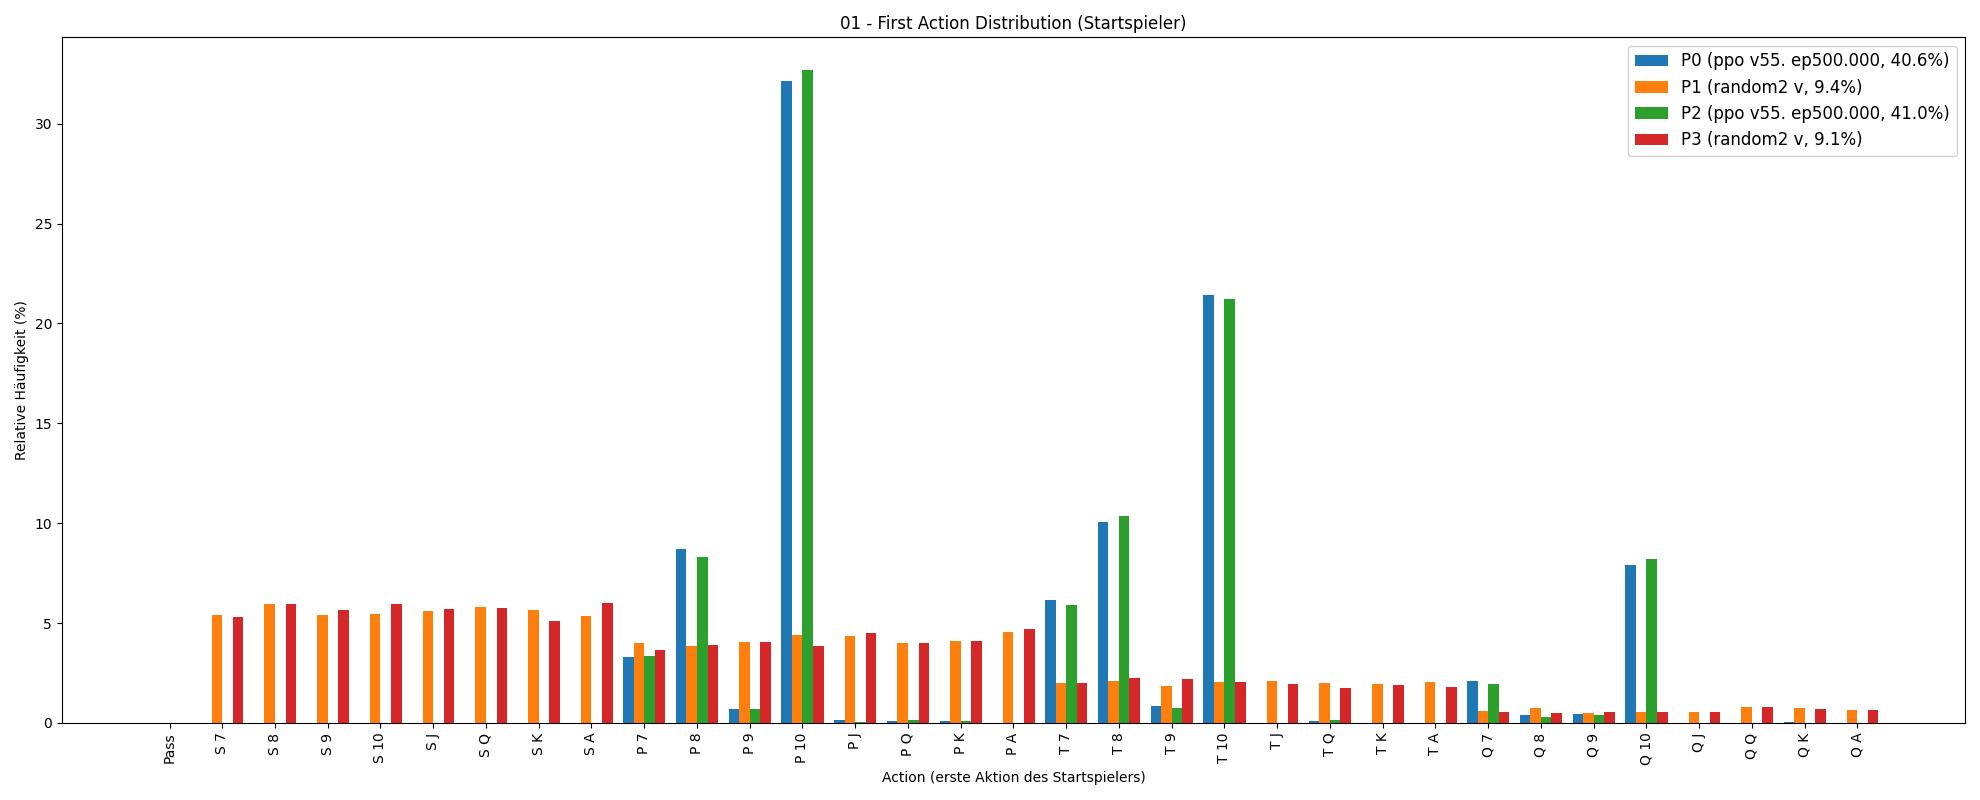 01 - First Action Distribution (Startspieler)
P0 (ppo v55. ep500.000, 40.6%)
P1 (random2 v, 9.4%)
P2 (ppo v55. ep500.000, 41.0%)
P3 (random2 v, 9.1%)
Relative Häufigkeit (%)
30
25
20
15
10
5
0
Pass
S 7
S 8
S 9
S 10
S J
S Q
S K
S A
P 7
P 8
P 9
P 10
P J
P Q
P K
P A
T 7
T 8
T 9
T 10
T J
T Q
T K
T A
Q 7
Q 8
Q 9
Q 10
Q J
Q Q
Q K
Q A
Action (erste Aktion des Startspielers)